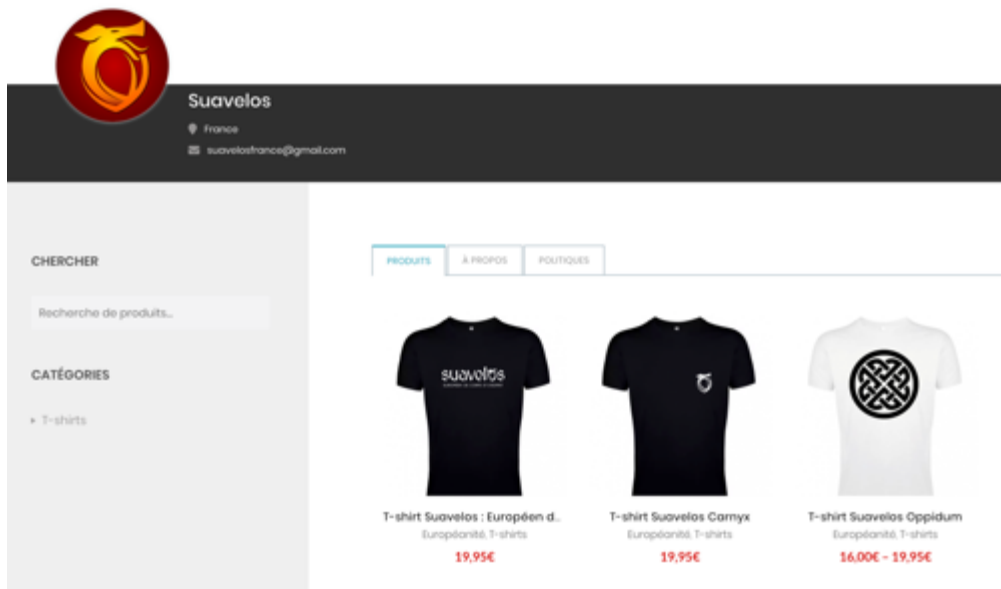 Suavelos
France
suavelosfrance@gmail.com
CHERCHER
Recherche de produits...
CATÉGORIES
T-shirts
PRODUITS
À PROPOS
POLITIQUES
suavelos
T-shirt Suavelos : Européen d...
Européanité, T-shirts
19,95€
T-shirt Suavelos Carnyx
Européanité, T-shirts
19,95€
T-shirt Suavelos Oppidum
Européanité, T-shirts
16,00€ – 19,95€